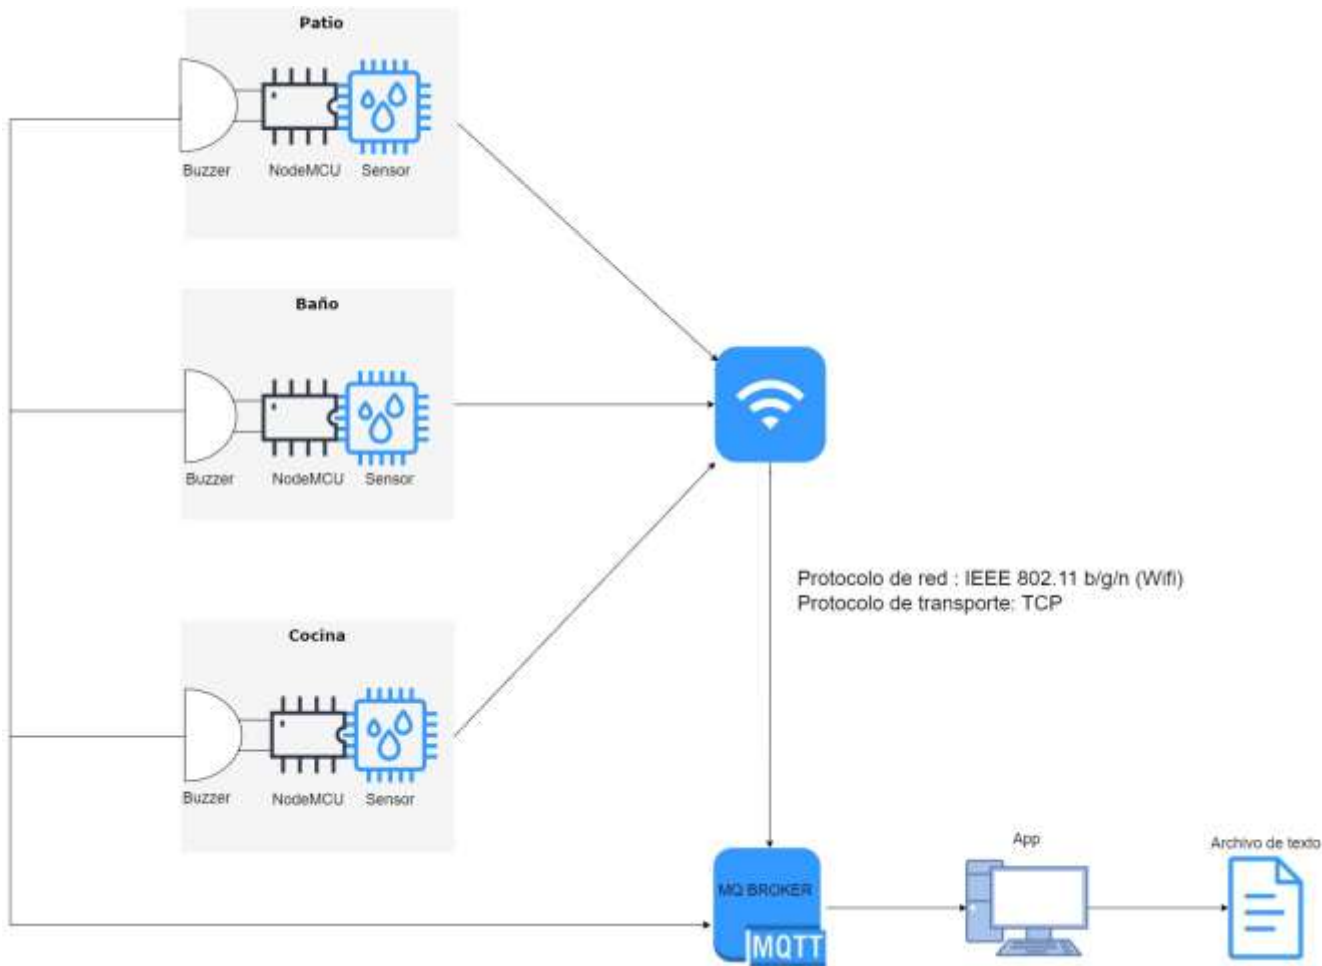 Patio
Buzzer
NodeMCU
Sensor
Baño
Buzzer
NodeMCU
Sensor
Protocolo de red : IEEE 802.11 b/g/n (Wifi)
Protocolo de transporte: TCP
Cocina
Buzzer
NodeMCU
Sensor
MQ BROKER
MQTT
App
Archivo de texto